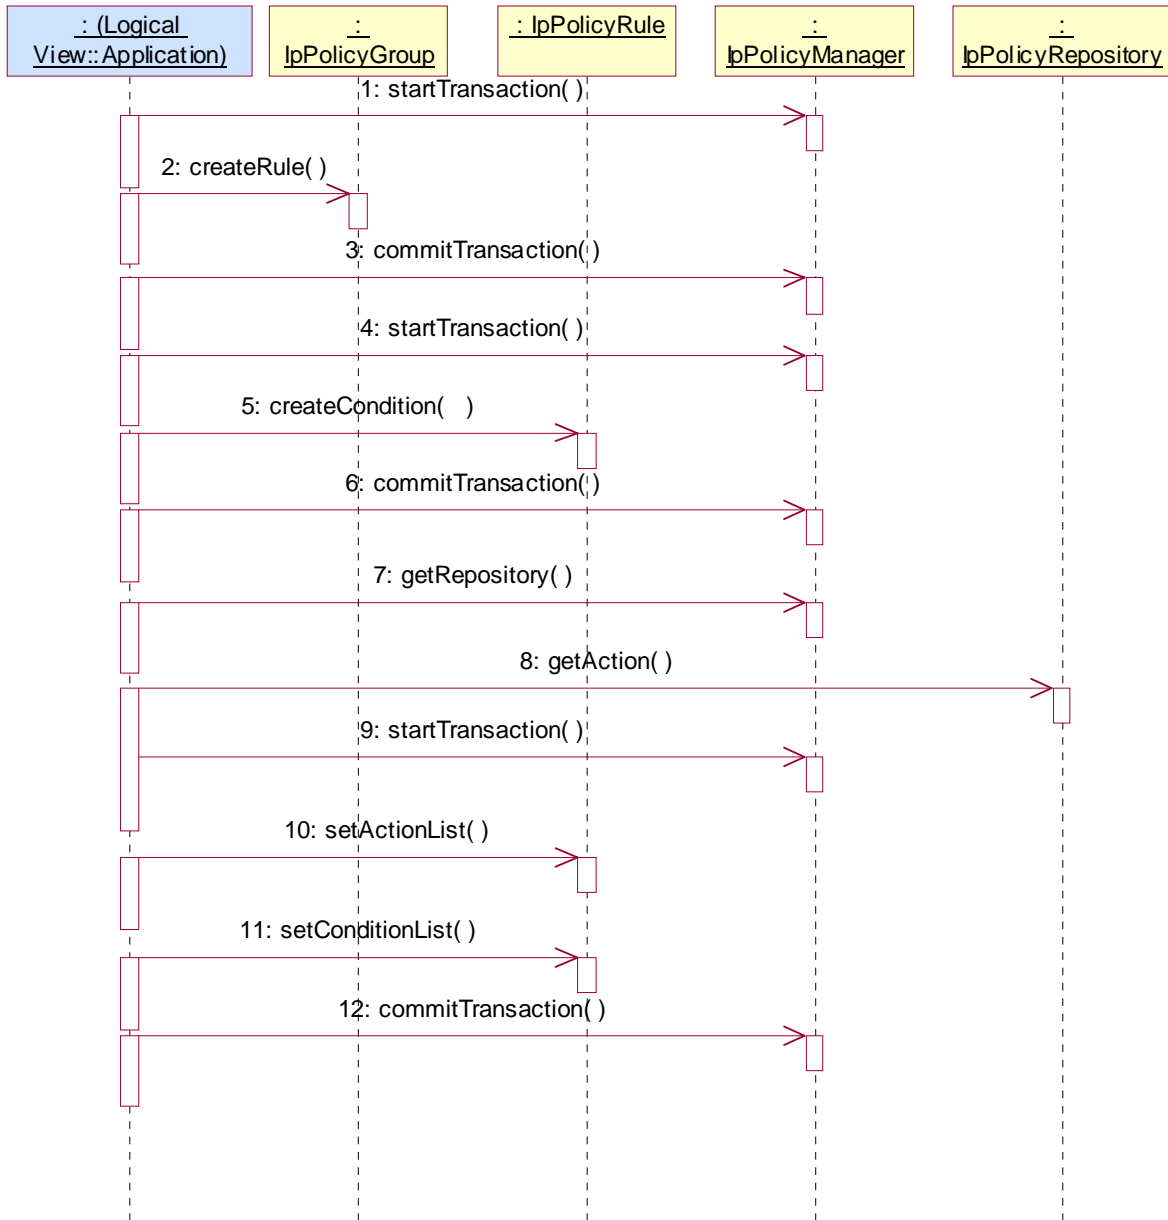 : (Logical
View::Application)
:
IpPolicyGroup
: IpPolicyRule
:
IpPolicyManager
:
IpPolicyRepository
1: startTransaction( )
2: createRule( )
3: commitTransaction( )
4: startTransaction( )
5: createCondition(   )
6: commitTransaction( )
7: getRepository( )
8: getAction( )
9: startTransaction( )
10: setActionList( )
11: setConditionList( )
12: commitTransaction( )